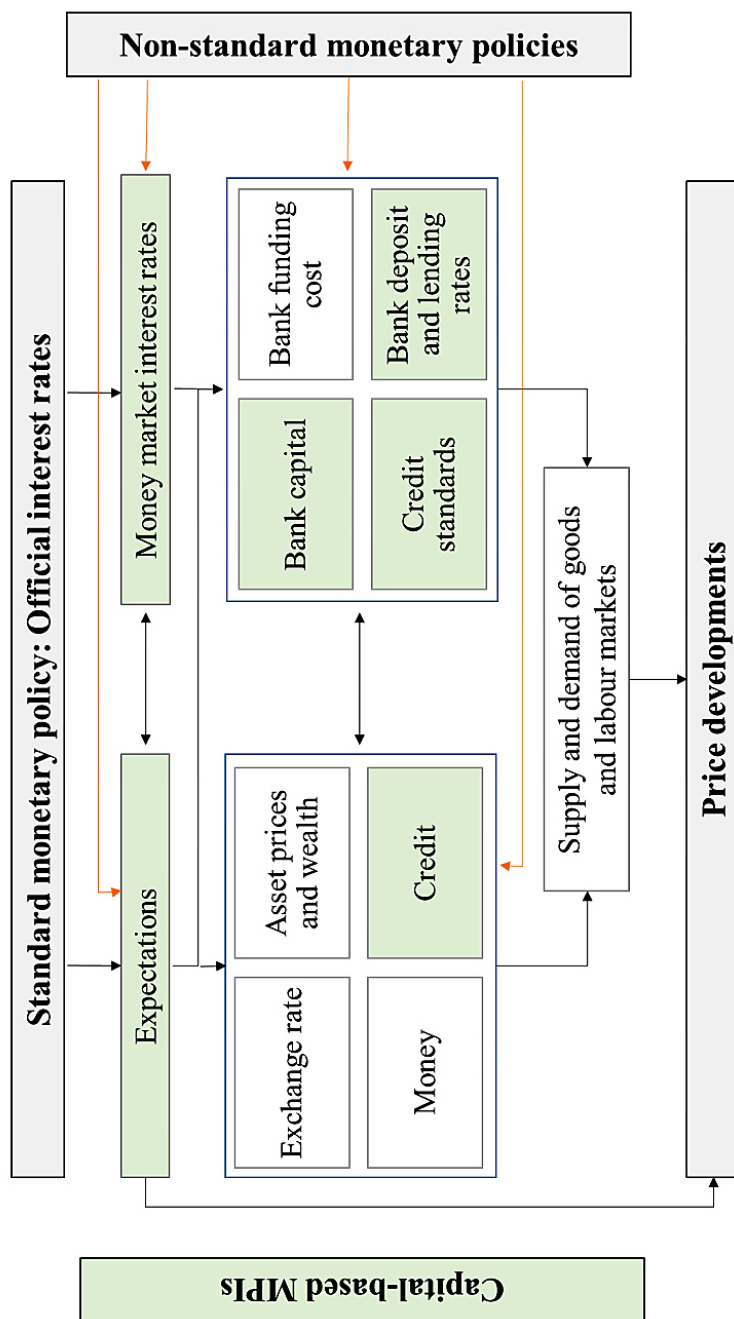 Non-standard monetary policies
Standard monetary policy: Official interest rates
Expectations
Money market interest rates
Exchange rate
Asset prices
and wealth
Money
Credit
Bank capital
Bank funding
cost
Credit
standards
Bank deposit
and lending
rates
Supply and demand of goods
and labour markets
Price developments
Capital-based MPIs